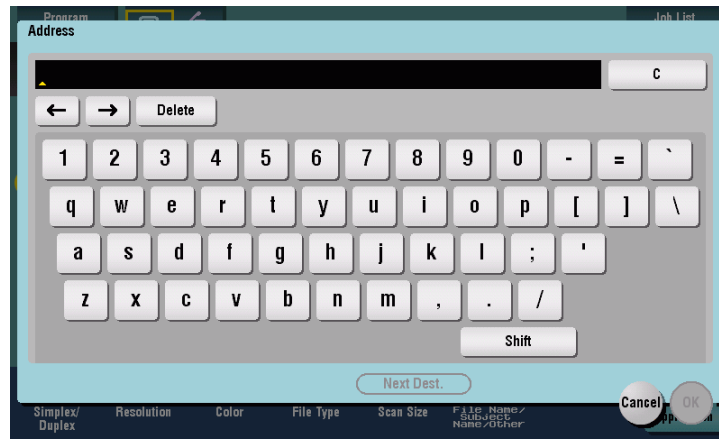 Program
Job List
Address
C
← → Delete
1 2 3 4 5 6 7 8 9 0 - = `
q w e r t y u i o p [ ] \
a s d f g h j k l ; '
z x c v b n m , . /
Shift
Next Dest.
Cancel
OK
Simplex/
Duplex
Resolution
Color
File Type
Scan Size
File Name/
Subject
Name/Other